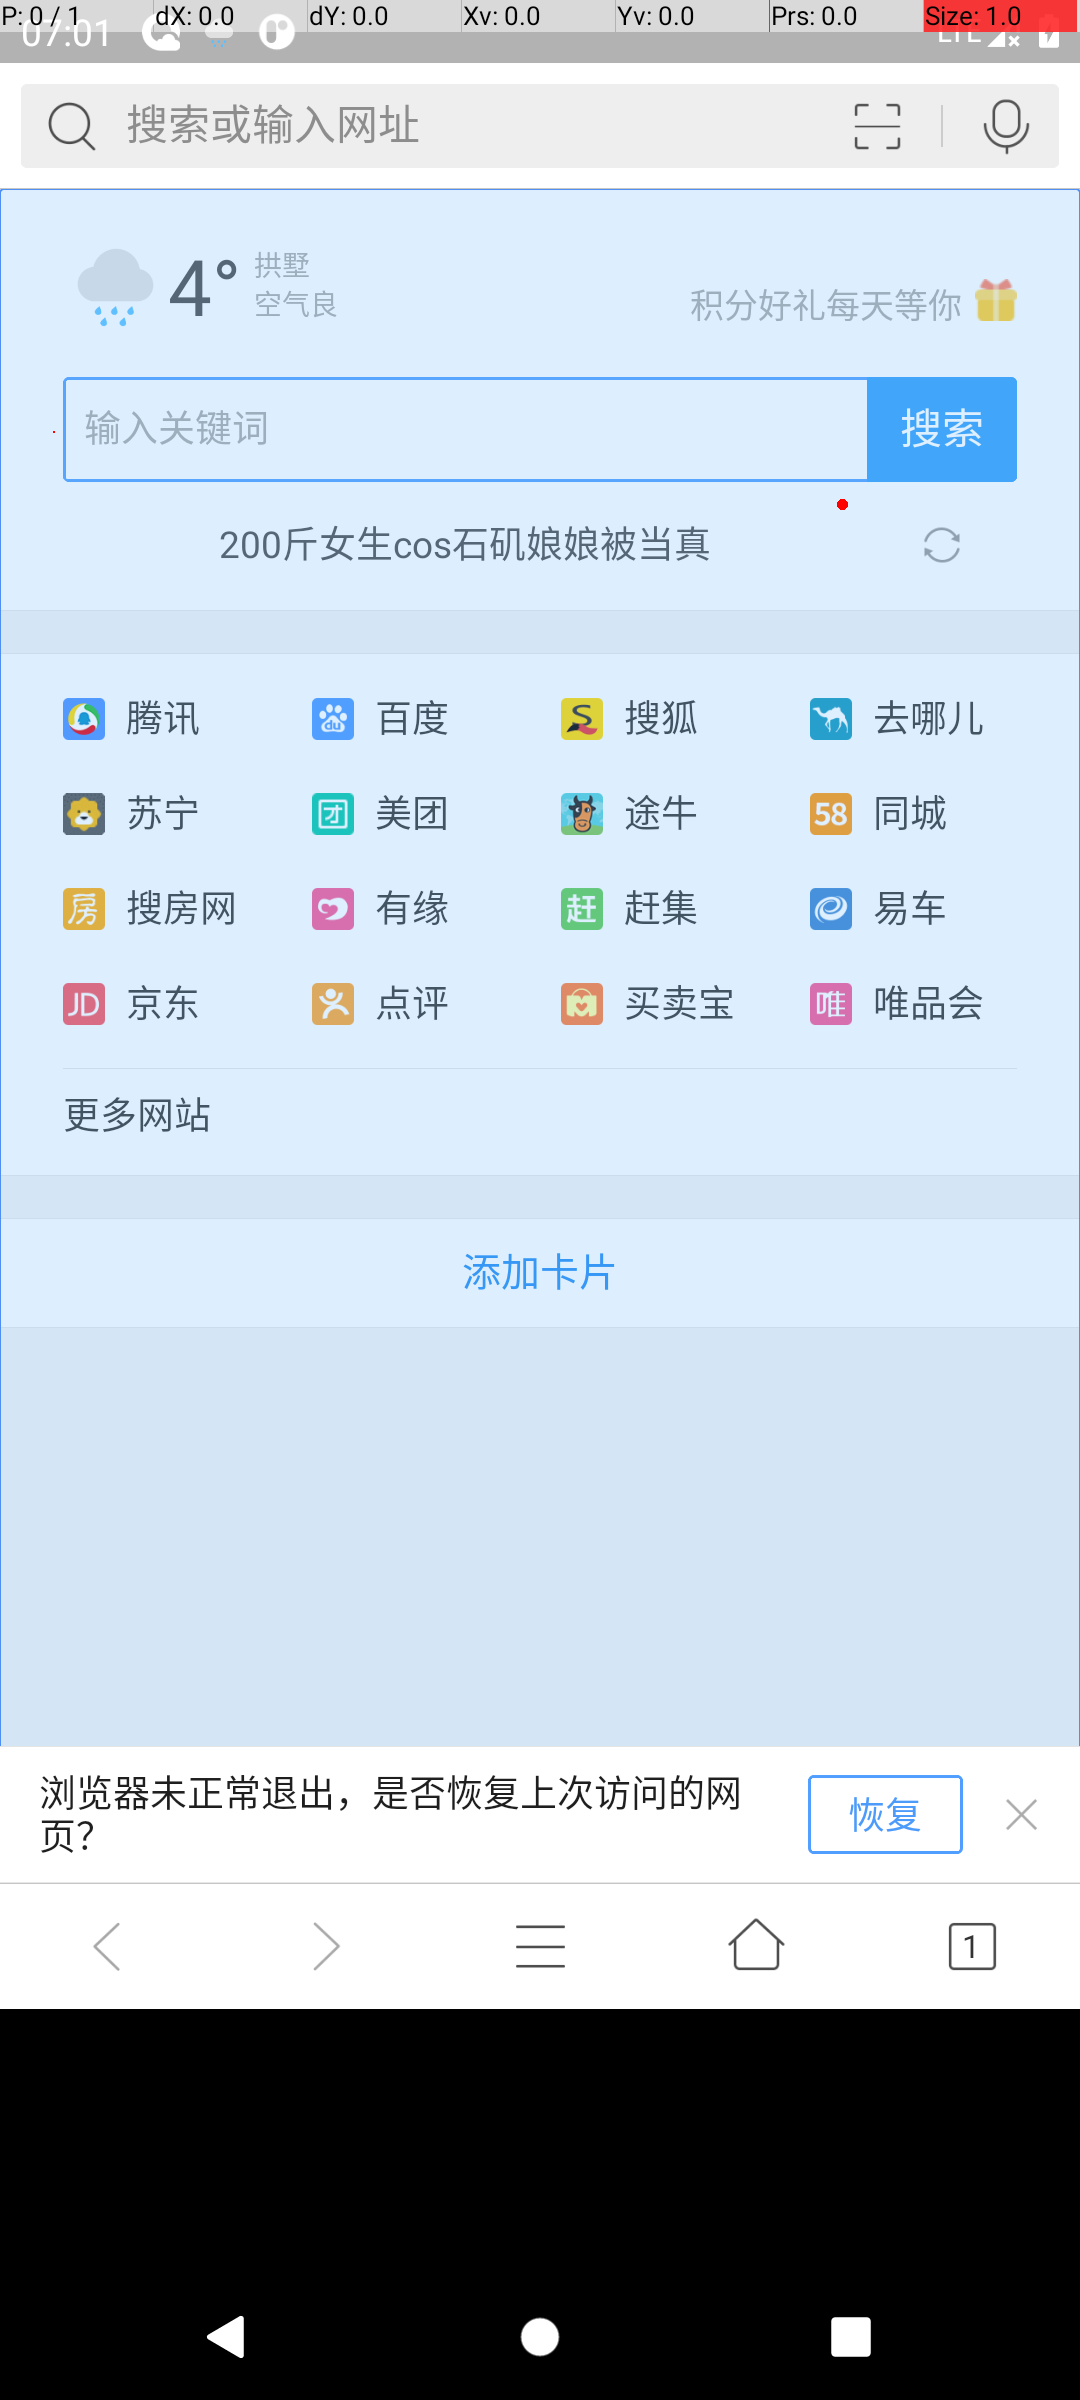 P: 0 / 1 dX: 0.0 dY: 0.0 Xv: 0.0 Yv: 0.0 Prs: 0.0 Size: 1.0
07:01 LTE
搜索或输入网址
4° 拱墅
空气良
积分好礼每天等你
输入关键词 搜索
200斤女生cos石矶娘娘被当真
腾讯 百度 搜狐 去哪儿
苏宁 团 美团 途牛 58 同城
房 搜房网 有缘 赶 赶集 易车
JD 京东 点评 买卖宝 唯 唯品会
更多网站
添加卡片
浏览器未正常退出，是否恢复上次访问的网
页？
恢复
1